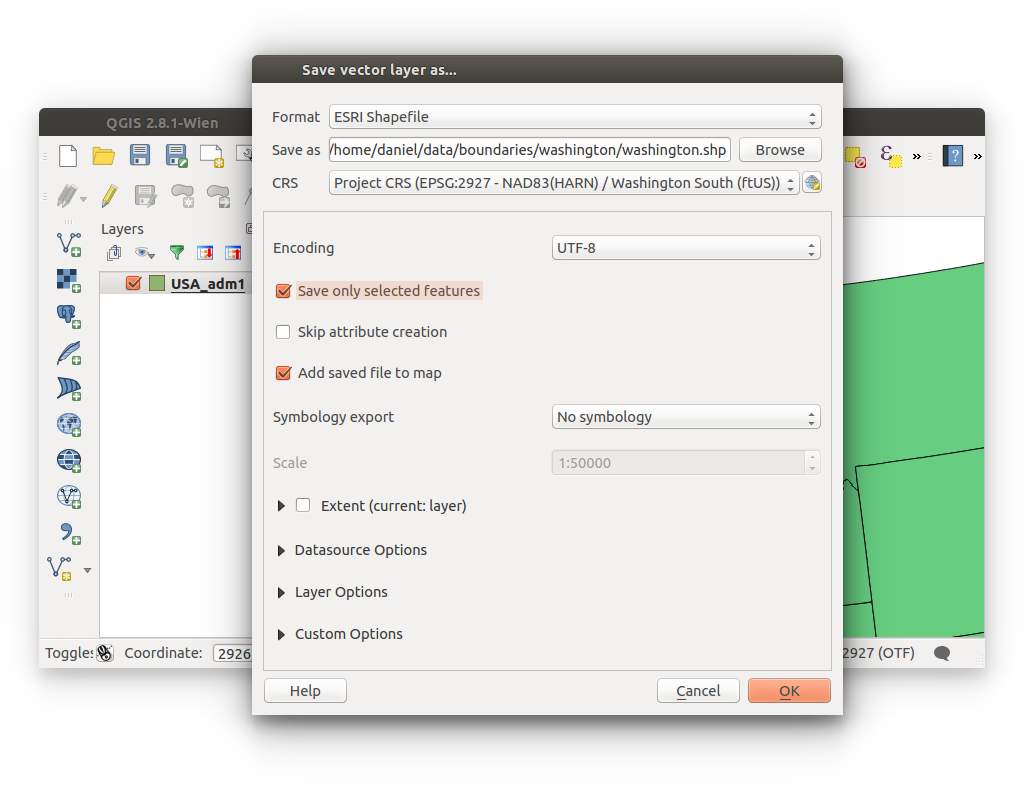 Save vector layer as...
QGIS 2.8.1-Wien
Format ESRI Shapefile
Save as /home/daniel/data/boundaries/washington/washington.shp Browse
CRS Project CRS (EPSG:2927 - NAD83(HARN) / Washington South (ftUS))
Layers
USA_adm1
Encoding UTF-8
Save only selected features
Skip attribute creation
Add saved file to map
Symbology export No symbology
Scale 1:50000
Extent (current: layer)
Datasource Options
Layer Options
Custom Options
Toggle Coordinate: 2926 2927 (OTF)
Help Cancel OK